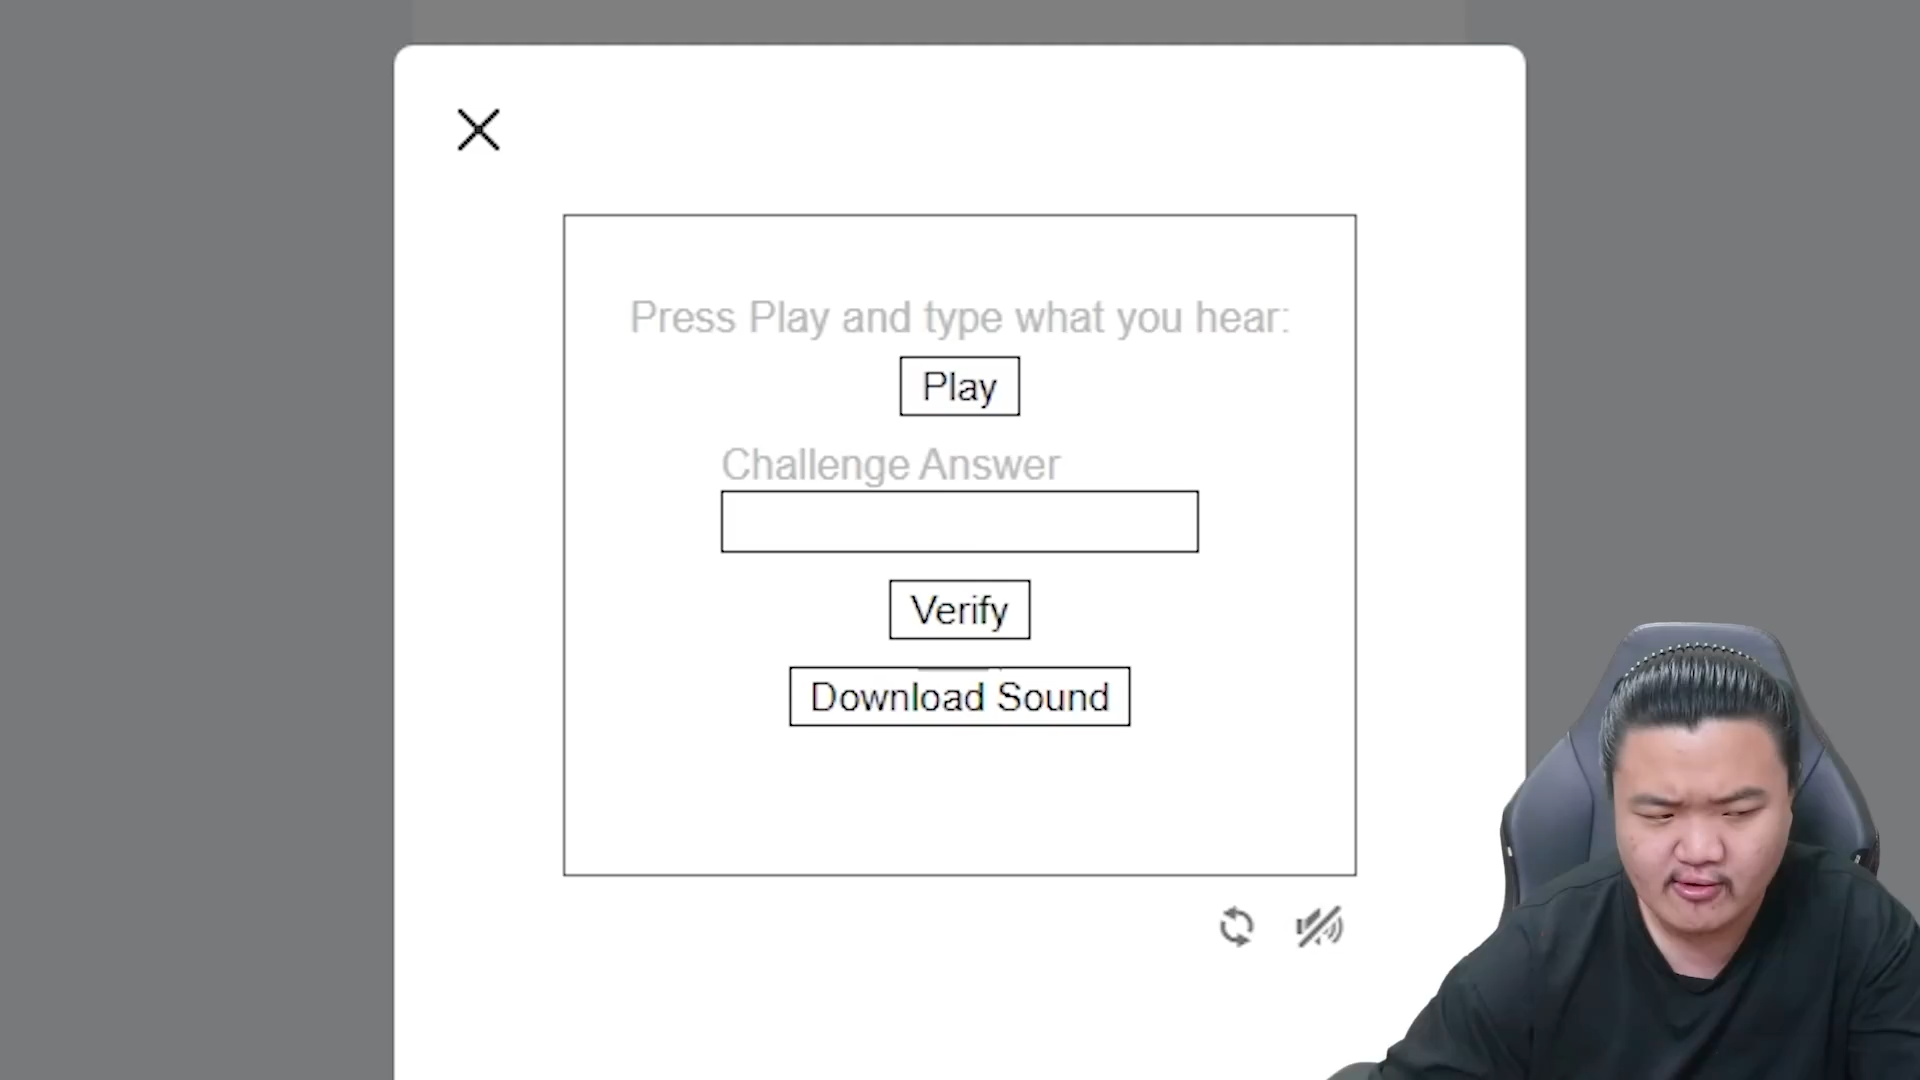 Press Play and type what you hear:
Play
Challenge Answer
Verify
Download Sound